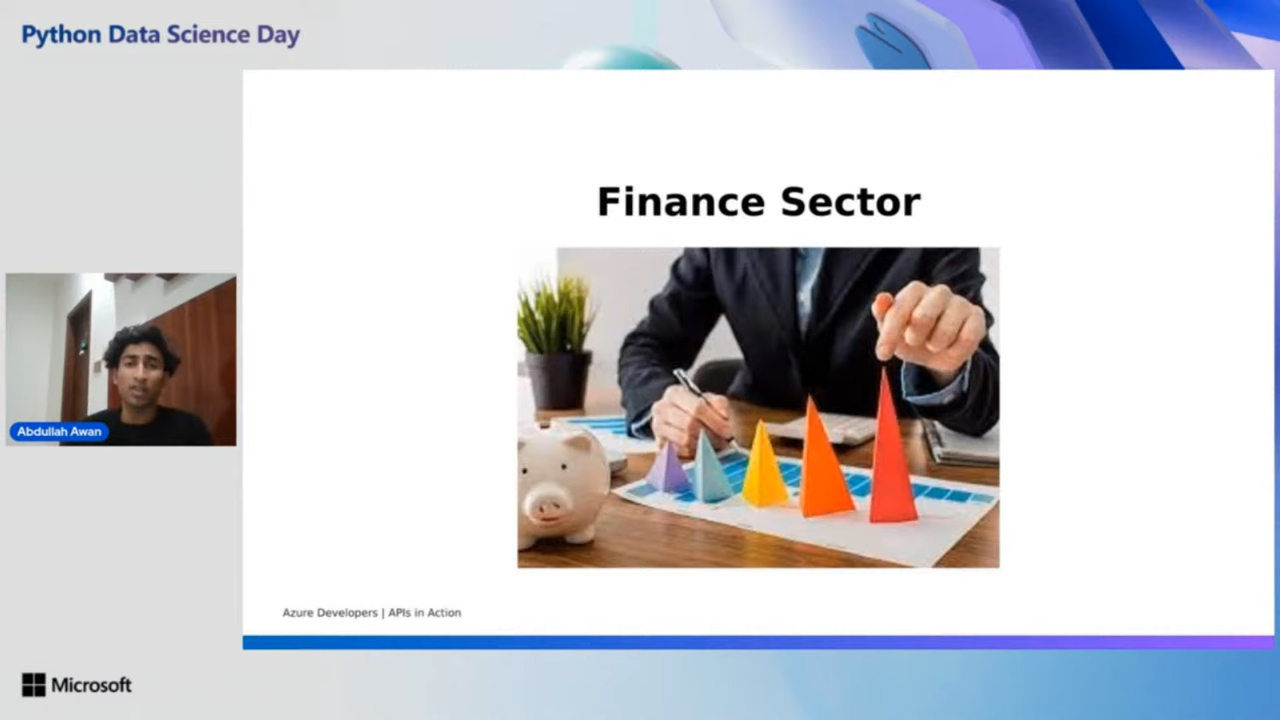 Python Data Science Day
Finance Sector
Abdullah Awan
Azure Developers | APIs in Action
Microsoft